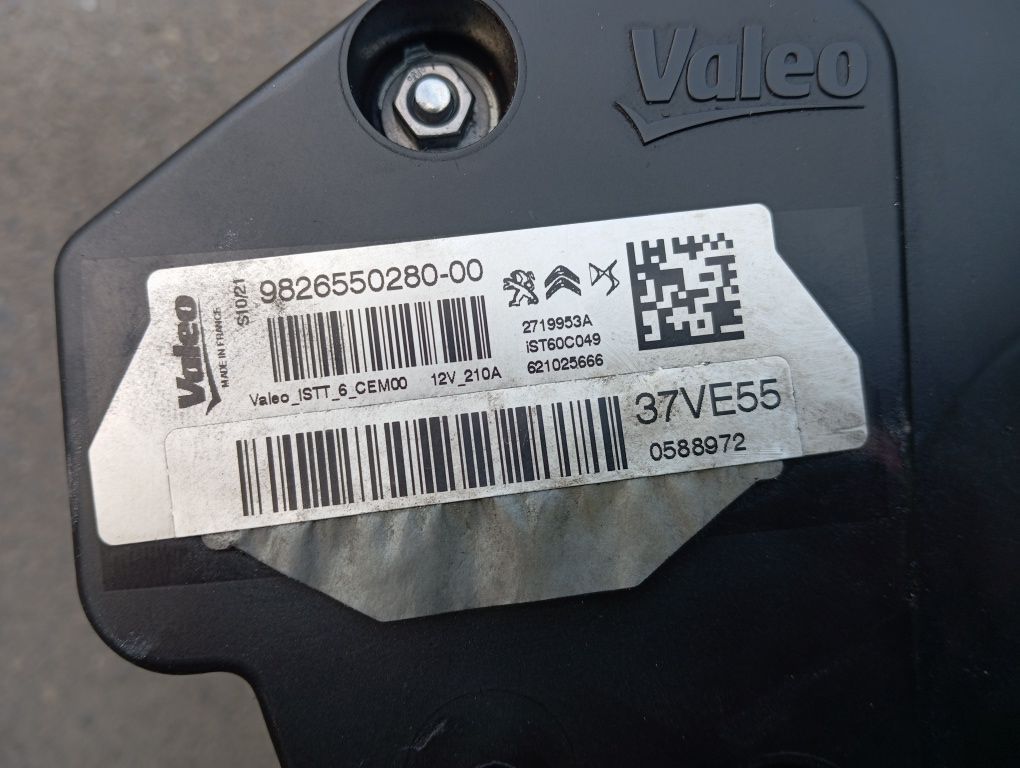 Valeo
Valeo
MADE IN FRANCE
S10/21
9826550280-00
2719953A
iST60C049
621025666
Valeo_ISTT_6_CEM00 12V_210A
37VE55
0588972